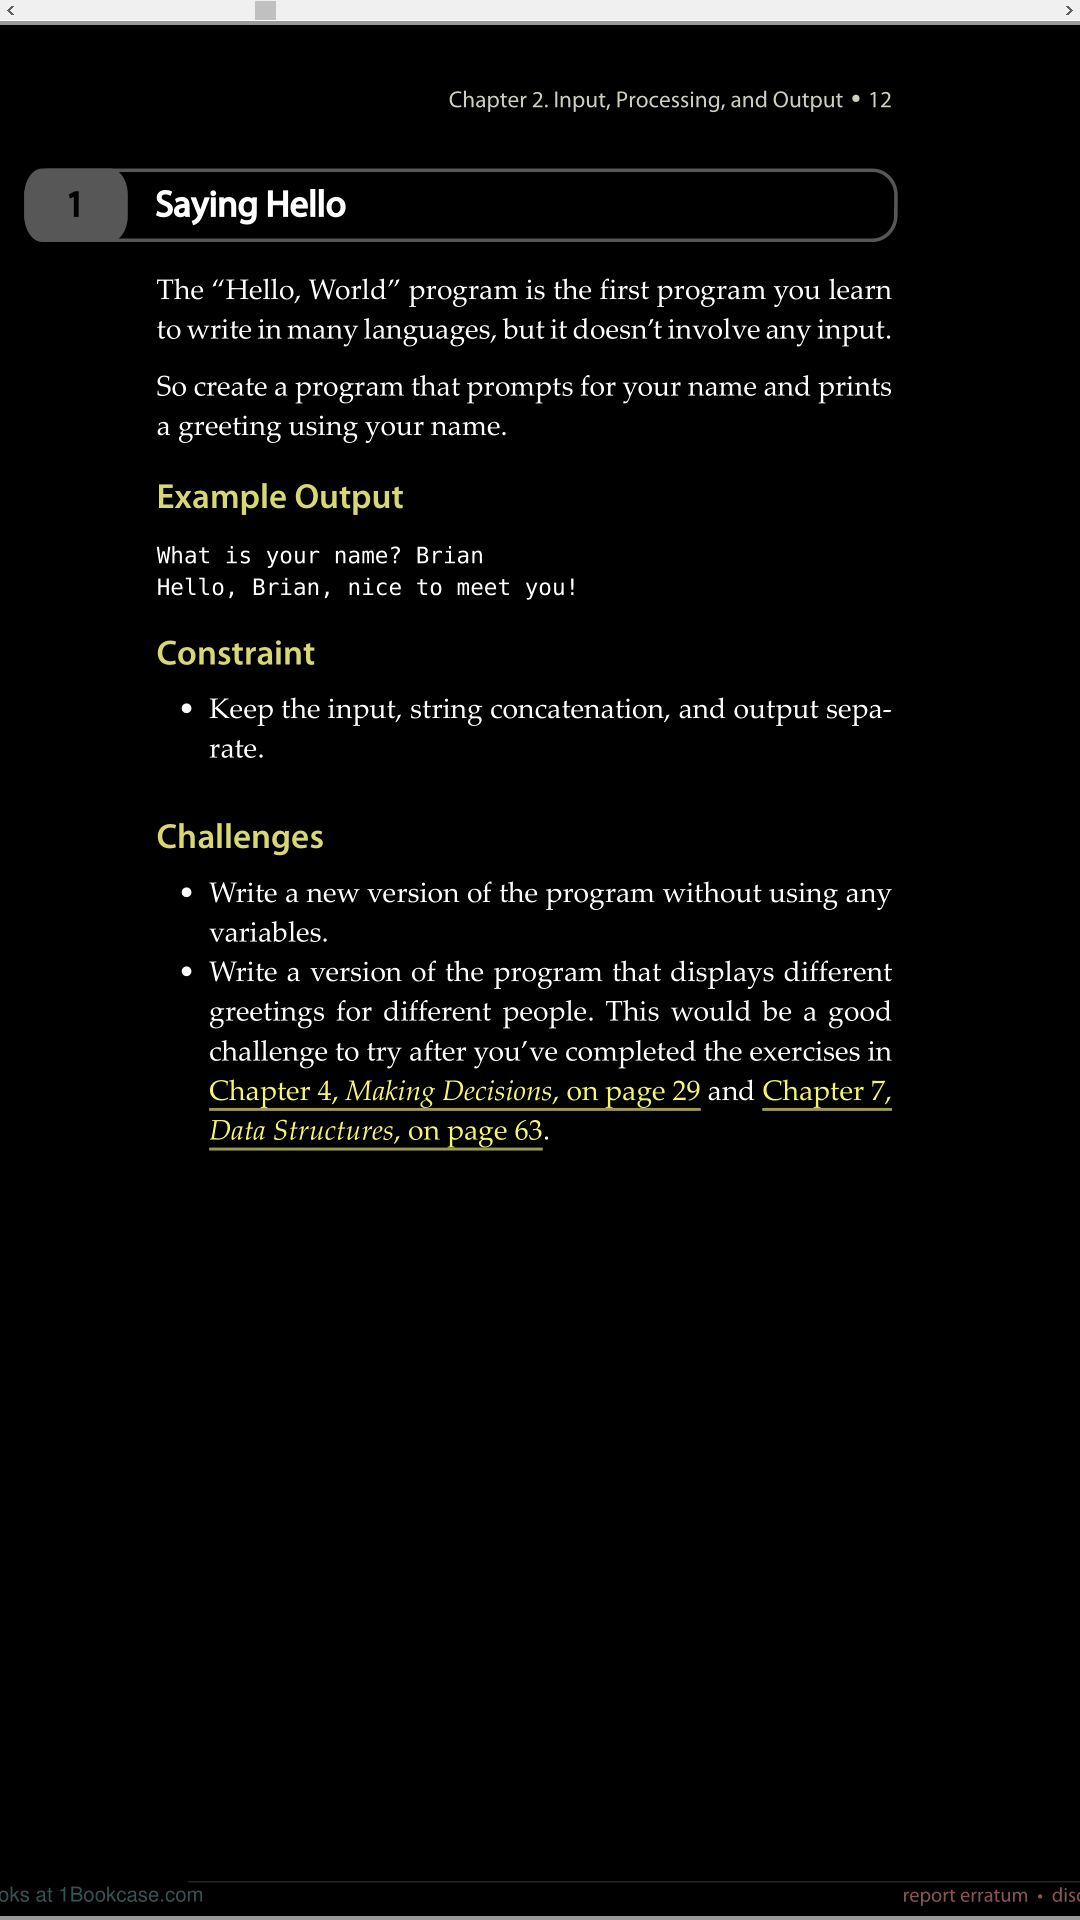 Chapter 2. Input, Processing, and Output • 12
1 Saying Hello
The “Hello, World” program is the first program you learn
to write in many languages, but it doesn’t involve any input.
So create a program that prompts for your name and prints
a greeting using your name.
Example Output
What is your name? Brian
Hello, Brian, nice to meet you!
Constraint
• Keep the input, string concatenation, and output sepa-
rate.
Challenges
• Write a new version of the program without using any
variables.
• Write a version of the program that displays different
greetings for different people. This would be a good
challenge to try after you’ve completed the exercises in
Chapter 4, Making Decisions, on page 29 and Chapter 7,
Data Structures, on page 63.
oks at 1Bookcase.com
report erratum • disc